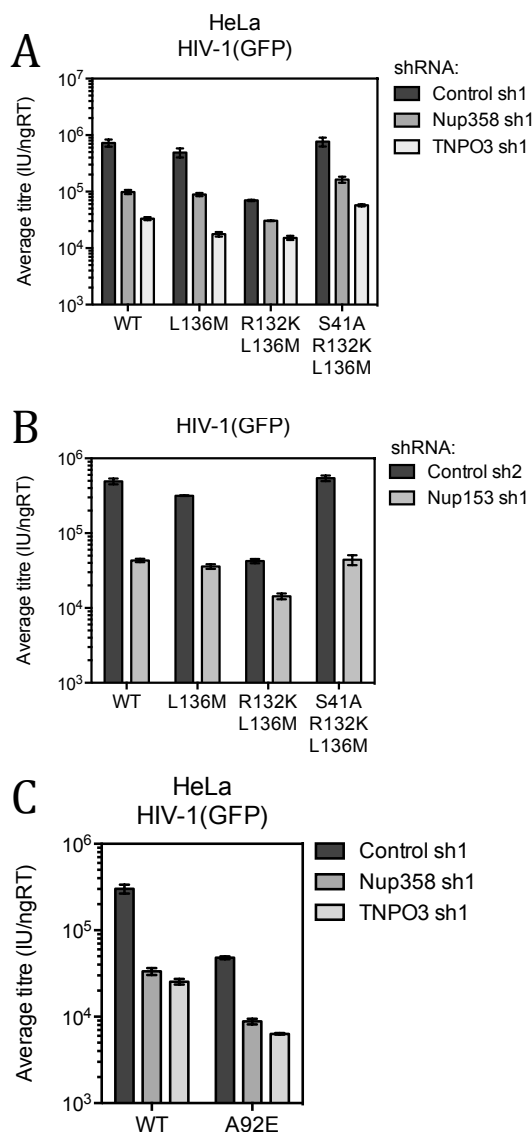 A
HeLa
HIV-1(GFP)
shRNA:
Control sh1
Nup358 sh1
TNPO3 sh1
Average titre (IU/ngRT)
10^7
10^6
10^5
10^4
10^3
WT L136M R132K S41A
L136M R132K
L136M
B
HIV-1(GFP)
shRNA:
Control sh2
Nup153 sh1
Average titre (IU/ngRT)
10^6
10^5
10^4
10^3
WT L136M R132K S41A
L136M R132K
L136M
C
HeLa
HIV-1(GFP)
Control sh1
Nup358 sh1
TNPO3 sh1
Average titre (IU/ngRT)
10^6
10^5
10^4
10^3
WT A92E